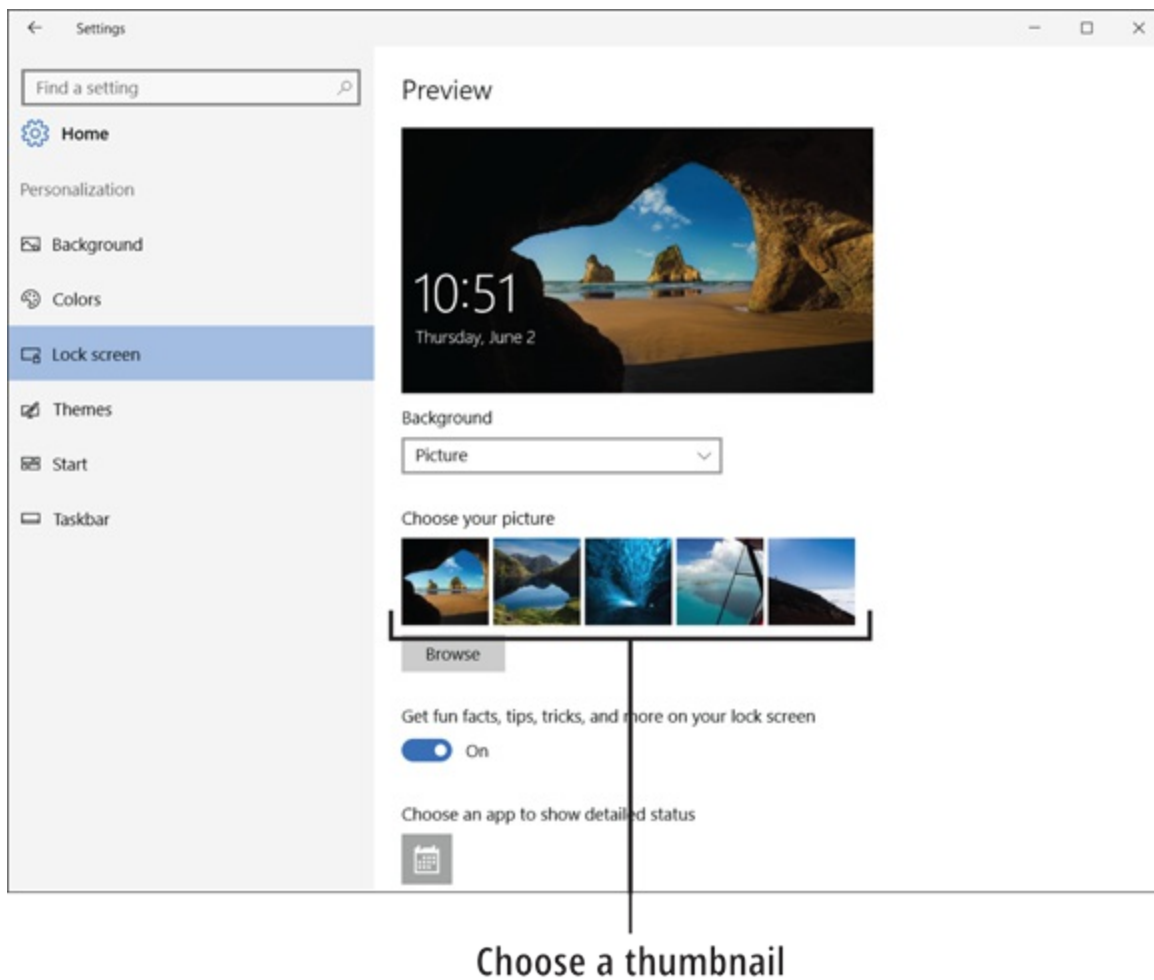 Settings
Find a setting
Home
Personalization
Background
Colors
Lock screen
Themes
Start
Taskbar
Preview
10:51
Thursday, June 2
Background
Picture
Choose your picture
Browse
Get fun facts, tips, tricks, and more on your lock screen
On
Choose an app to show detailed status
Choose a thumbnail